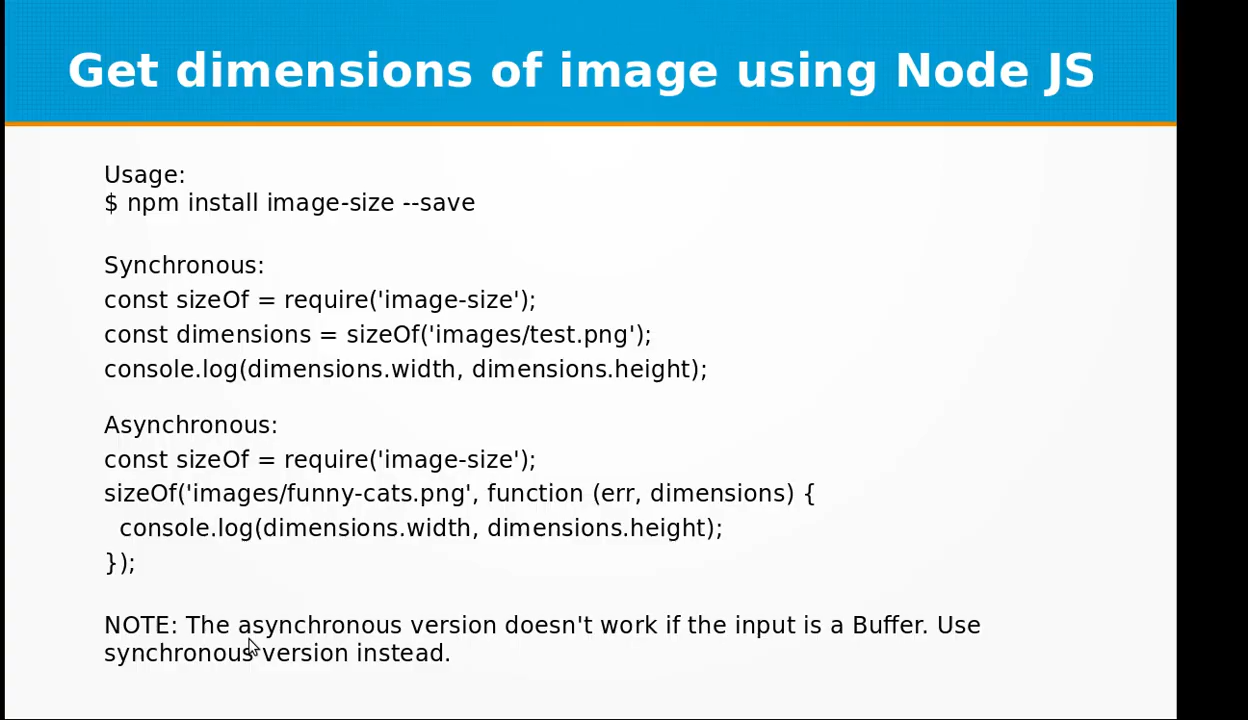 Get dimensions of image using Node JS
Usage:
$ npm install image-size --save
Synchronous:
const sizeOf = require('image-size');
const dimensions = sizeOf('images/test.png');
console.log(dimensions.width, dimensions.height);
Asynchronous:
const sizeOf = require('image-size');
sizeOf('images/funny-cats.png', function (err, dimensions) {
  console.log(dimensions.width, dimensions.height);
});
NOTE: The asynchronous version doesn't work if the input is a Buffer. Use
synchronous version instead.